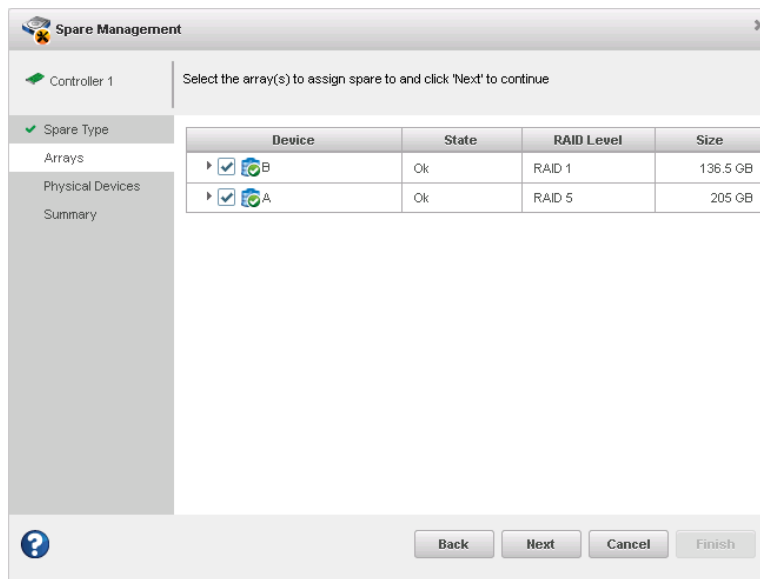 Spare Management
Controller 1
Select the array(s) to assign spare to and click 'Next' to continue
Spare Type
Arrays
Physical Devices
Summary
Device State RAID Level Size
B Ok RAID 1 136.5 GB
A Ok RAID 5 205 GB
? Back Next Cancel Finish